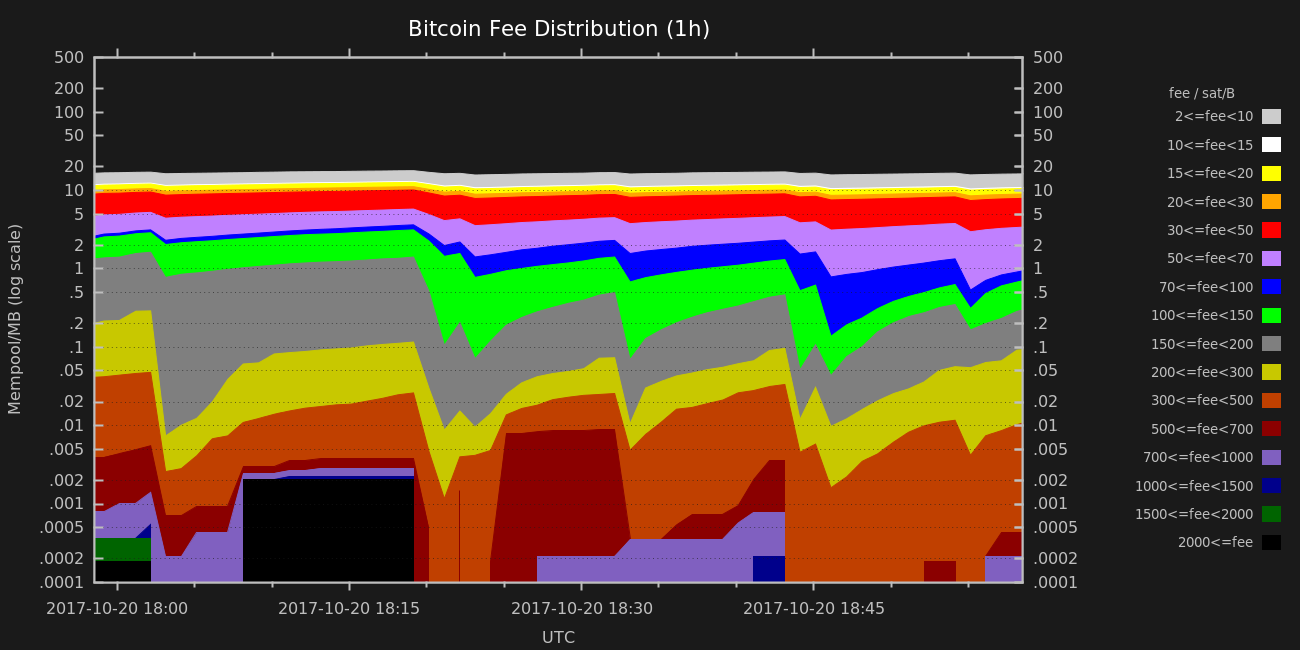 Bitcoin Fee Distribution (1h)
500
200
100
50
20
10
5
2
1
.5
.2
.1
.05
.02
.01
.005
.002
.001
.0005
.0002
.0001
Mempool/MB (log scale)
500
200
100
50
20
10
5
2
1
.5
.2
.1
.05
.02
.01
.005
.002
.001
.0005
.0002
.0001
2017-10-20 18:00
2017-10-20 18:15
2017-10-20 18:30
2017-10-20 18:45
UTC
fee / sat/B
2<=fee<10
10<=fee<15
15<=fee<20
20<=fee<30
30<=fee<50
50<=fee<70
70<=fee<100
100<=fee<150
150<=fee<200
200<=fee<300
300<=fee<500
500<=fee<700
700<=fee<1000
1000<=fee<1500
1500<=fee<2000
2000<=fee